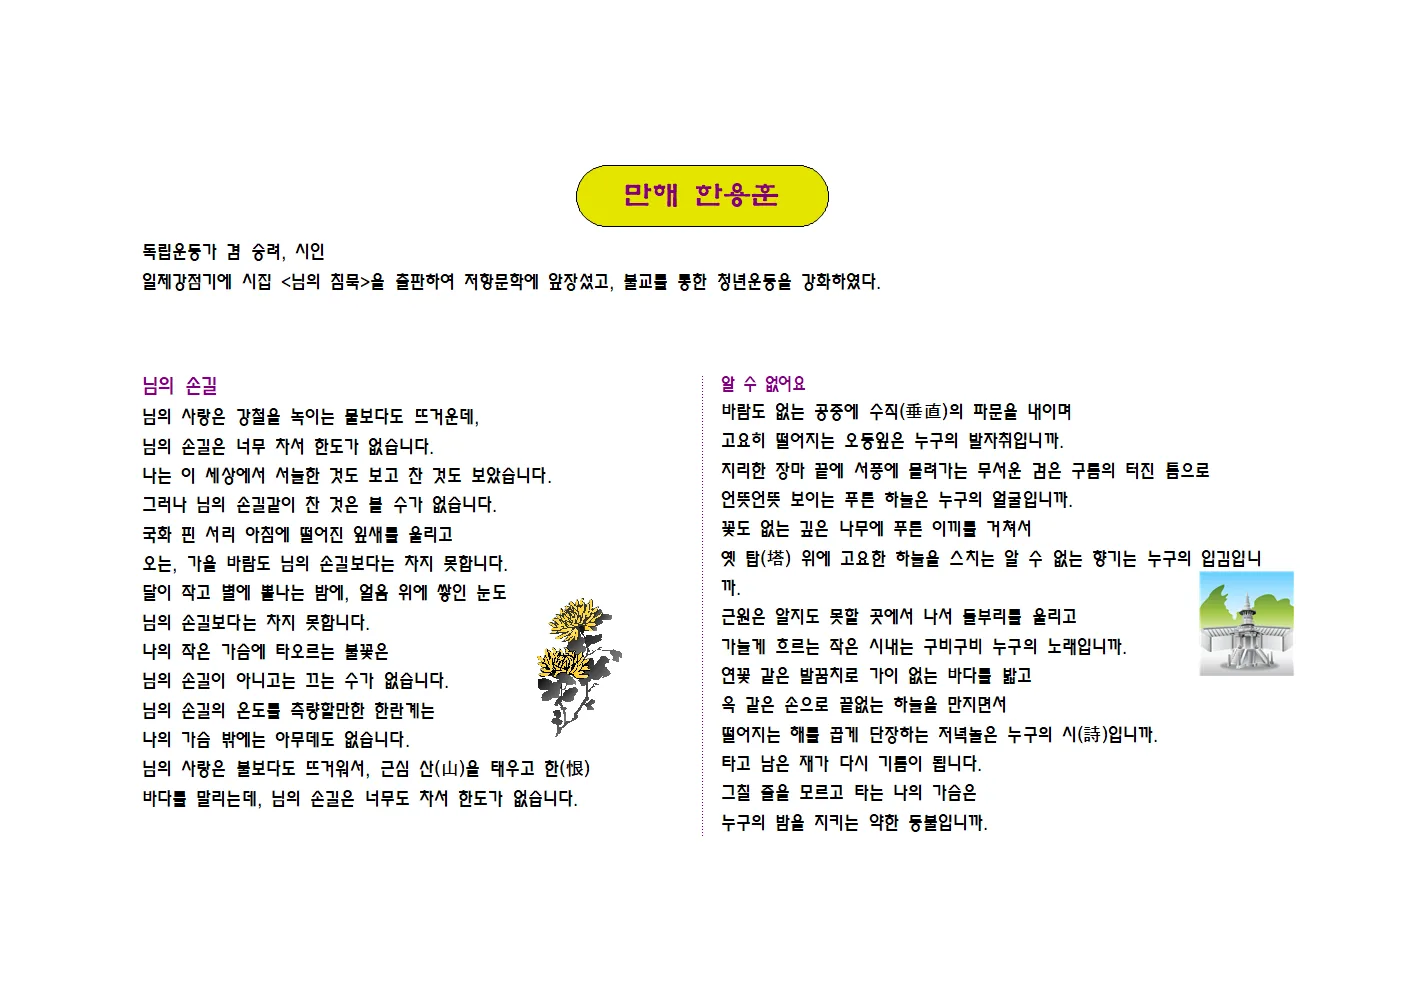 만해 한용훈
독립운동가 겸 승려, 시인
일제강점기에 시집 <님의 침묵>을 출판하여 저항문학에 앞장섰고, 불교를 통한 청년운동을 강화하였다.
님의 손길
님의 사랑은 강철을 녹이는 물보다도 뜨거운데,
님의 손길은 너무 차서 한도가 없습니다.
나는 이 세상에서 서늘한 것도 보고 찬 것도 보았습니다.
그러나 님의 손길같이 찬 것은 볼 수가 없습니다.
국화 핀 서리 아침에 떨어진 잎새를 울리고
오는, 가을 바람도 님의 손길보다는 차지 못합니다.
달이 작고 별에 뿔나는 밤에, 얼음 위에 쌓인 눈도
님의 손길보다는 차지 못합니다.
나의 작은 가슴에 타오르는 불꽃은
님의 손길이 아니고는 끄는 수가 없습니다.
님의 손길의 온도를 측량할만한 한란계는
나의 가슴 밖에는 아무데도 없습니다.
님의 사랑은 불보다도 뜨거워서, 근심 산(山)을 태우고 한(恨)
바다를 말리는데, 님의 손길은 너무도 차서 한도가 없습니다.
알 수 없어요
바람도 없는 공중에 수직(垂直)의 파문을 내이며
고요히 떨어지는 오동잎은 누구의 발자취입니까.
지리한 장마 끝에 서풍에 몰려가는 무서운 검은 구름의 터진 틈으로
언뜻언뜻 보이는 푸른 하늘은 누구의 얼굴입니까.
꽃도 없는 깊은 나무에 푸른 이끼를 거쳐서
옛 탑(塔) 위에 고요한 하늘을 스치는 알 수 없는 향기는 누구의 입김입니
까.
근원은 알지도 못할 곳에서 나서 돌부리를 울리고
가늘게 흐르는 작은 시내는 구비구비 누구의 노래입니까.
연꽃 같은 발꿈치로 가이 없는 바다를 밟고
옥 같은 손으로 끝없는 하늘을 만지면서
떨어지는 해를 곱게 단장하는 저녁놀은 누구의 시(詩)입니까.
타고 남은 재가 다시 기름이 됩니다.
그칠 줄을 모르고 타는 나의 가슴은
누구의 밤을 지키는 약한 등불입니까.